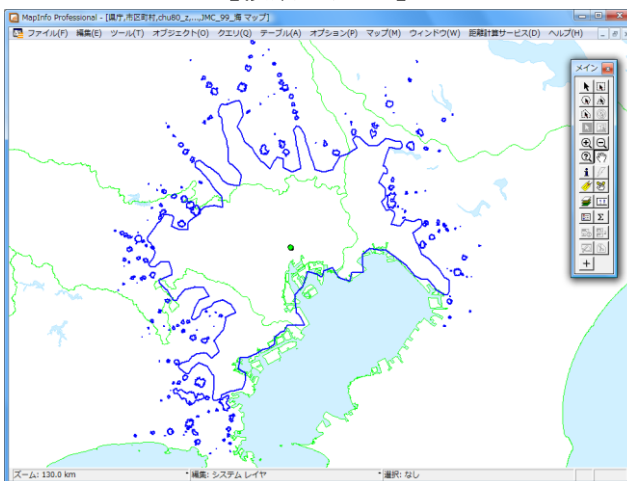 MapInfo Professional - [県庁,市区町村,chu80_z,...,JMC_99_海 マップ]
ファイル(F) 編集(E) ツール(T) オブジェクト(O) クエリ(Q) テーブル(A) オプション(P) マップ(M) ウィンドウ(W) 距離計算サービス(D) ヘルプ(H)
メイン
ズーム: 130.0 km 編集: システム レイヤ 選択: なし